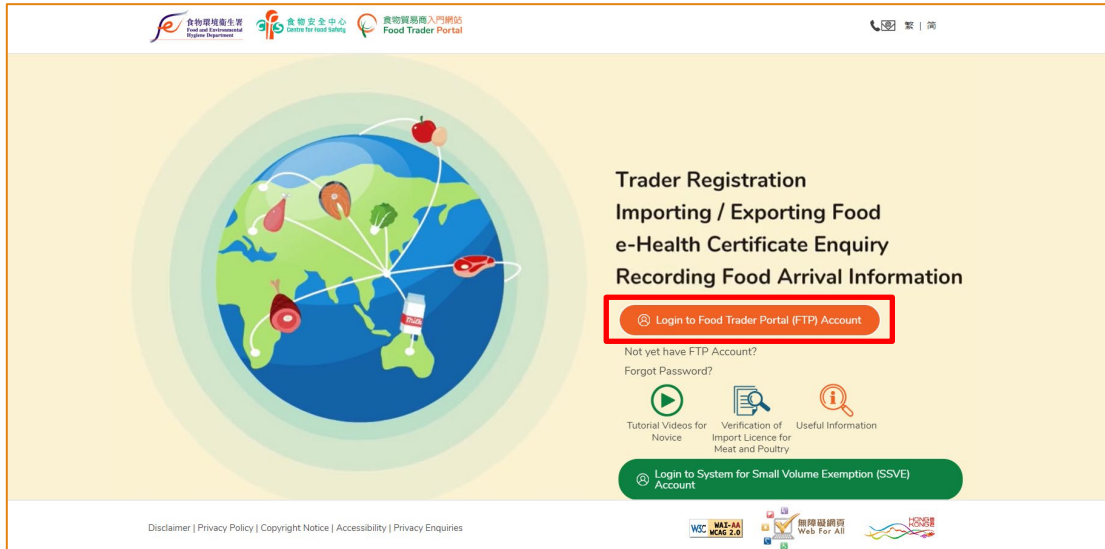 食物環境衞生署
Food and Environmental
Hygiene Department
食物安全中心
Centre for Food Safety
食物貿易商入門網站
Food Trader Portal
繁 | 简
Trader Registration
Importing / Exporting Food
e-Health Certificate Enquiry
Recording Food Arrival Information
Login to Food Trader Portal (FTP) Account
Not yet have FTP Account?
Forgot Password?
Tutorial Videos for
Novice
Verification of
Import Licence for
Meat and Poultry
Useful Information
Login to System for Small Volume Exemption (SSVE)
Account
Milk
Disclaimer | Privacy Policy | Copyright Notice | Accessibility | Privacy Enquiries
W3C WAI-AA
WCAG 2.0
無障礙網頁
Web For All
HONG
KONG